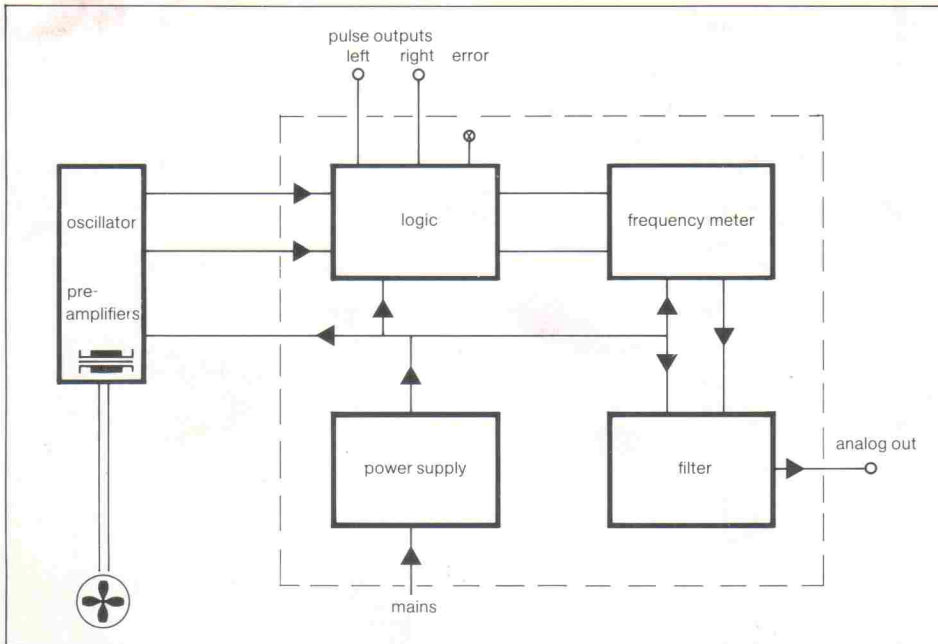 pulse outputs
left right error
oscillator
pre-
amplifiers
logic
frequency meter
power supply
filter
analog out
mains